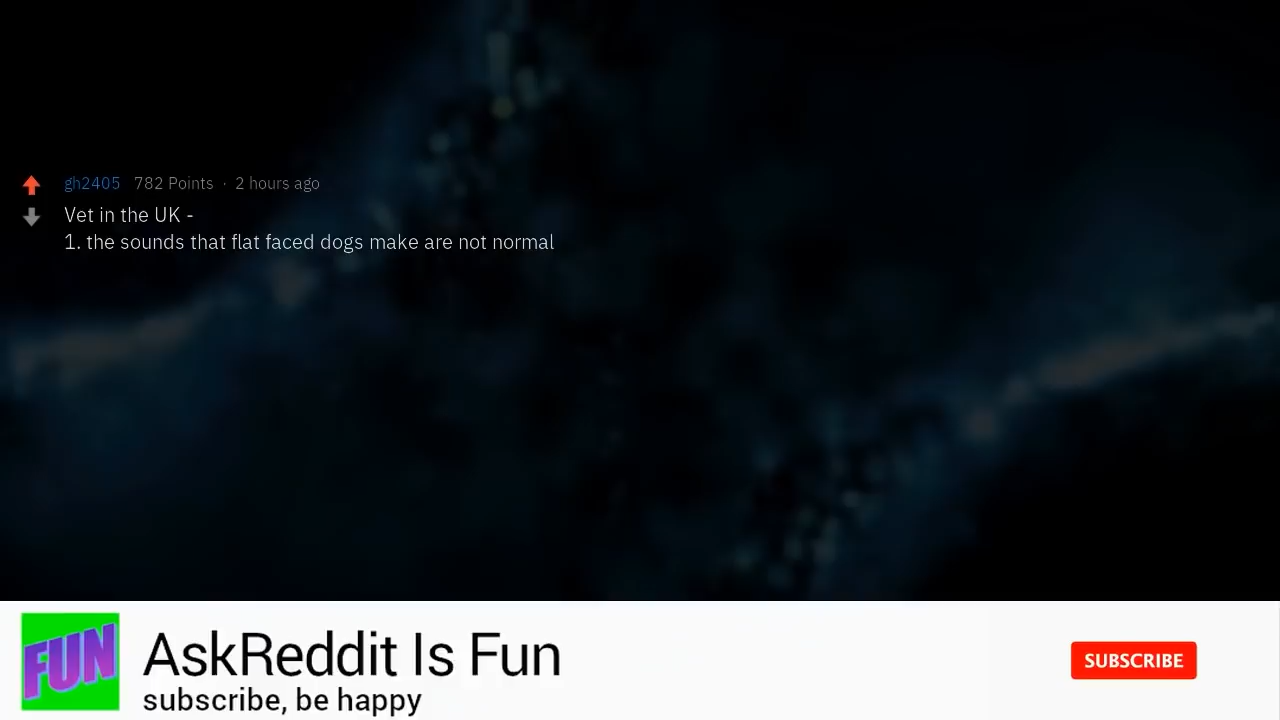 gh2405 782 Points · 2 hours ago
Vet in the UK -
1. the sounds that flat faced dogs make are not normal
FUN
AskReddit Is Fun
subscribe, be happy
SUBSCRIBE